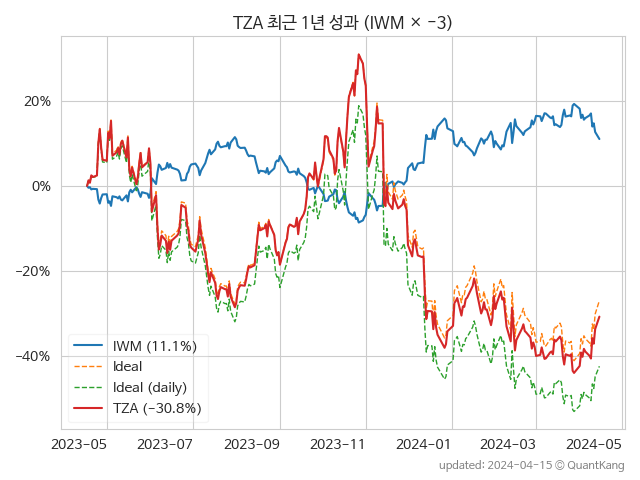 TZA 최근 1년 성과 (IWM × −3)
20%
0%
−20%
−40%
IWM (11.1%)
Ideal
Ideal (daily)
TZA (−30.8%)
2023-05 2023-07 2023-09 2023-11 2024-01 2024-03 2024-05
updated: 2024-04-15 © QuantKang